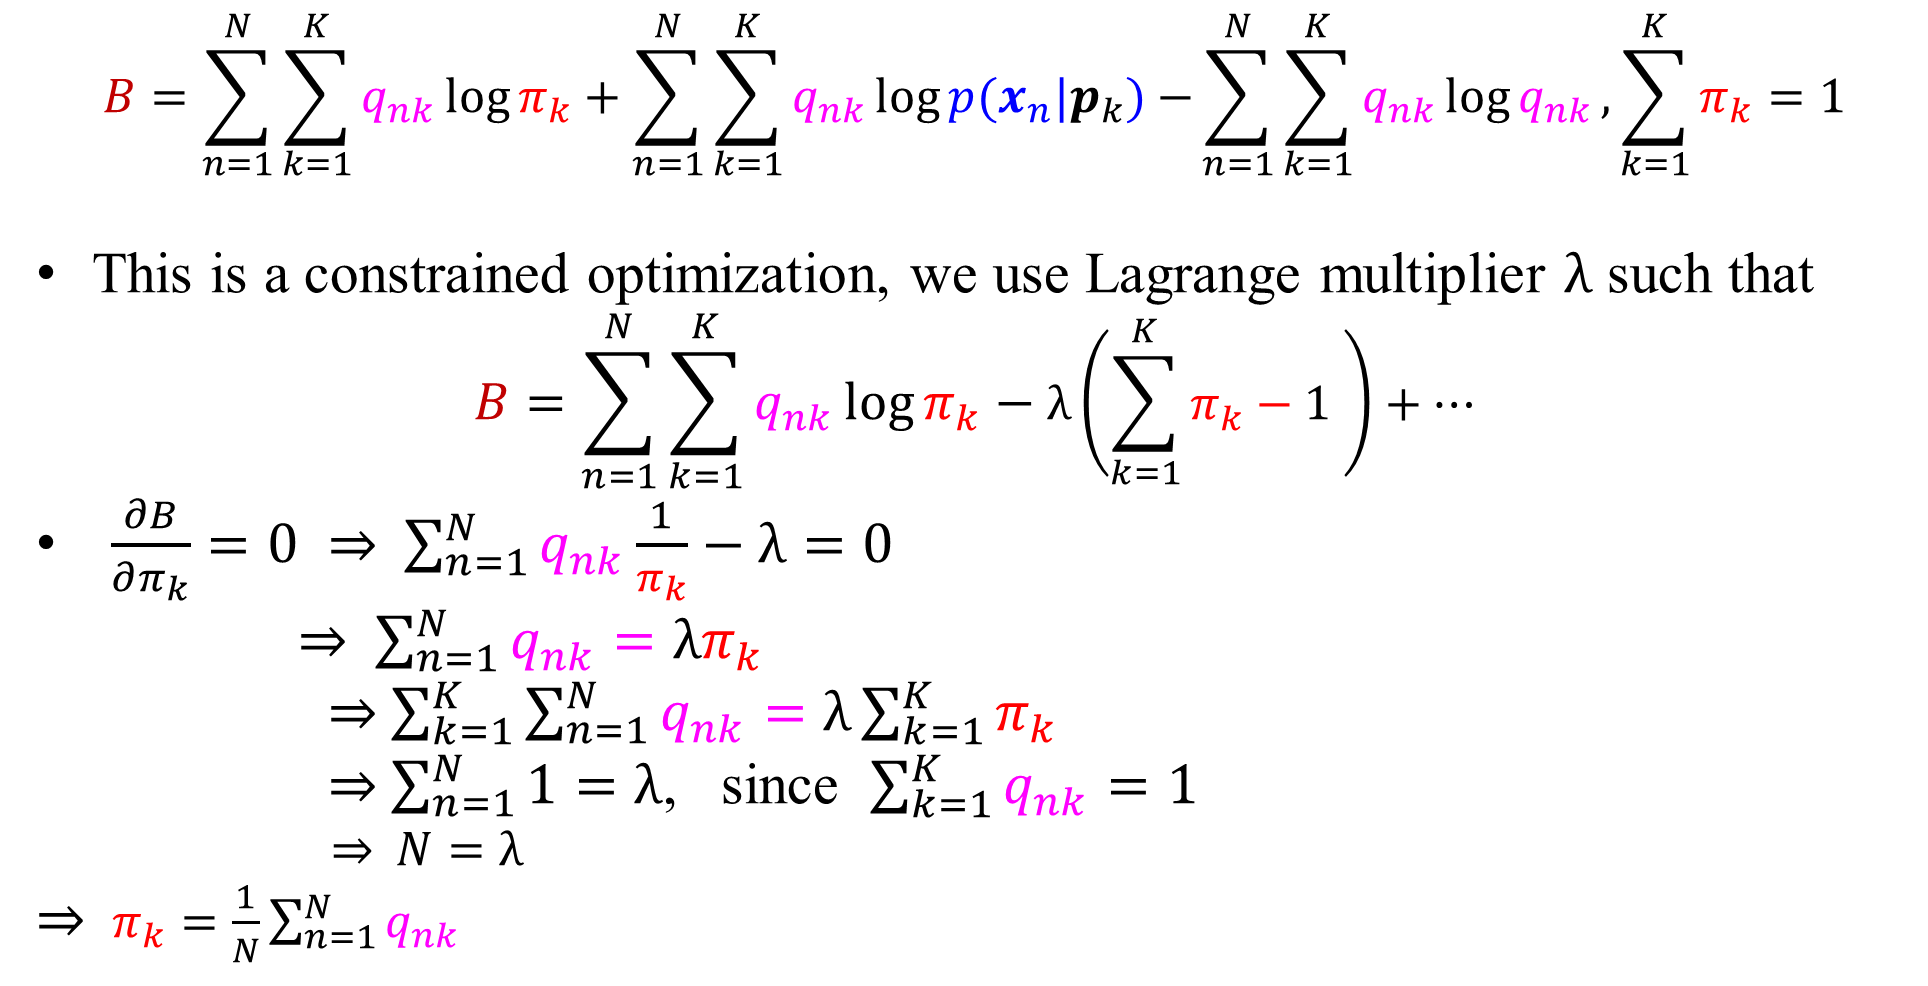 B = ∑_{n=1}^{N} ∑_{k=1}^{K} q_{nk} log π_k + ∑_{n=1}^{N} ∑_{k=1}^{K} q_{nk} log p(𝒙_n|𝒑_k) − ∑_{n=1}^{N} ∑_{k=1}^{K} q_{nk} log q_{nk} , ∑_{k=1}^{K} π_k = 1
• This is a constrained optimization, we use Lagrange multiplier λ such that
B = ∑_{n=1}^{N} ∑_{k=1}^{K} q_{nk} log π_k − λ(∑_{k=1}^{K} π_k − 1) + ⋯
• ∂B/∂π_k = 0 ⇒ ∑_{n=1}^{N} q_{nk} 1/π_k − λ = 0
⇒ ∑_{n=1}^{N} q_{nk} = λπ_k
⇒ ∑_{k=1}^{K} ∑_{n=1}^{N} q_{nk} = λ ∑_{k=1}^{K} π_k
⇒ ∑_{n=1}^{N} 1 = λ, since ∑_{k=1}^{K} q_{nk} = 1
⇒ N = λ
⇒ π_k = 1/N ∑_{n=1}^{N} q_{nk}